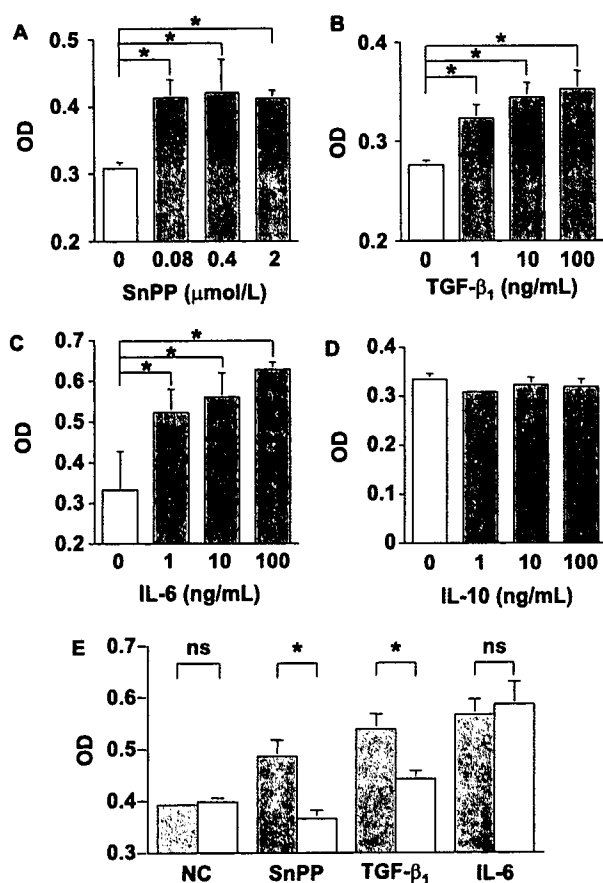 A
B
OD
0.5
0.4
0.3
0.2
* * *
0 0.08 0.4 2
SnPP (μmol/L)
OD
0.4
0.3
0.2
* * *
0 1 10 100
TGF-β₁ (ng/mL)
C
D
OD
0.7
0.6
0.5
0.4
0.3
0.2
* * *
0 1 10 100
IL-6 (ng/mL)
OD
0.4
0.3
0.2
0.1
0
0 1 10 100
IL-10 (ng/mL)
E
OD
0.7
0.6
0.5
0.4
0.3
ns * * ns
NC SnPP TGF-β₁ IL-6